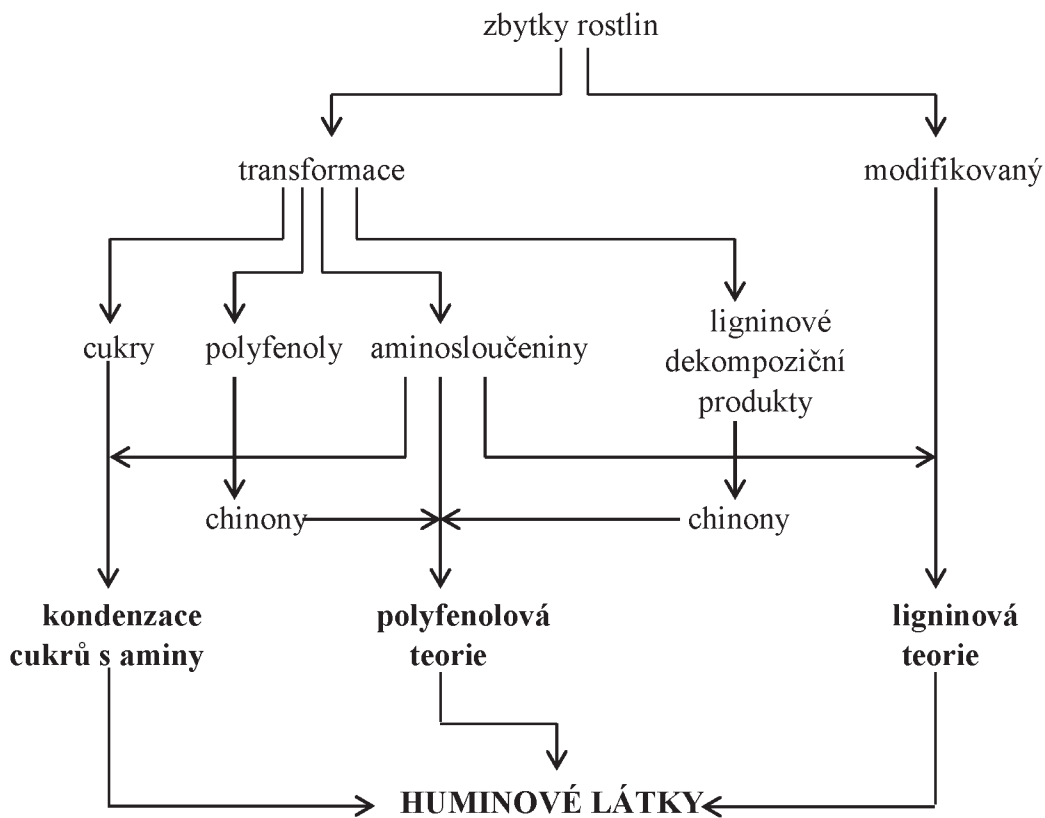 zbytky rostlin
transformace
modifikovaný
cukry
polyfenoly
aminosloučeniny
ligninové
dekompoziční
produkty
chinony
chinony
kondenzace
cukrů s aminy
polyfenolová
teorie
ligninová
teorie
HUMINOVÉ LÁTKY